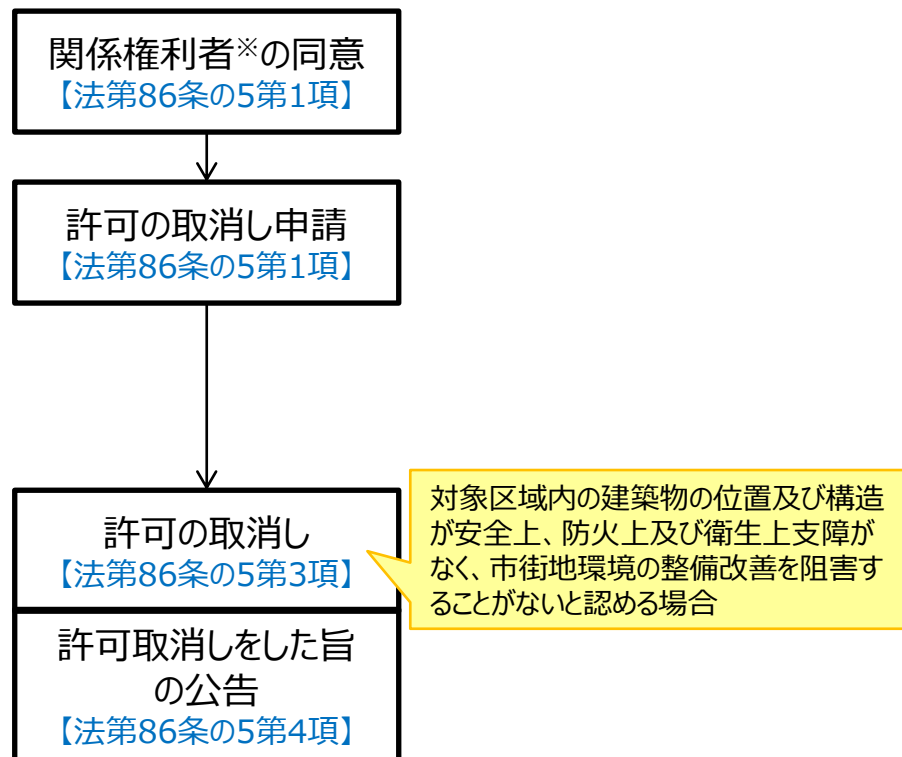 関係権利者※の同意
【法第86条の5第1項】
許可の取消し申請
【法第86条の5第1項】
許可の取消し
【法第86条の5第3項】
対象区域内の建築物の位置及び構造
が安全上、防火上及び衛生上支障が
なく、市街地環境の整備改善を阻害す
ることがないと認める場合
許可取消しをした旨
の公告
【法第86条の5第4項】